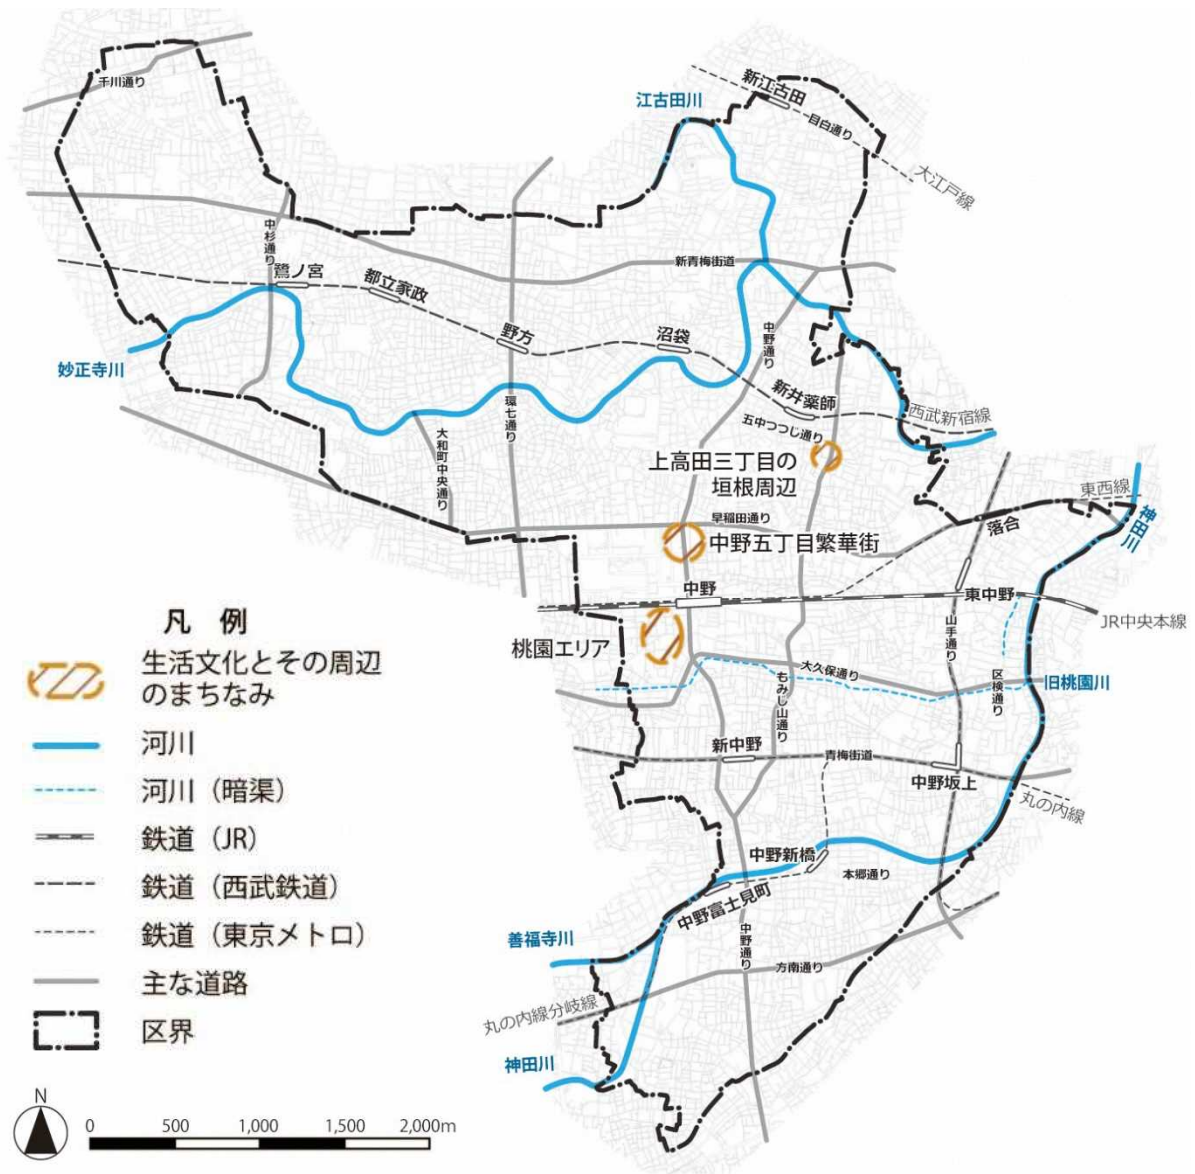 千川通り
新江古田
江古田川
目白通り
大江戸線
中杉通り
新青梅街道
鷺ノ宮
都立家政
野方
沼袋
中野通り
妙正寺川
新井薬師
西武新宿線
環七通り
五中つつじ通り
大和町中央通り
上高田三丁目の
垣根周辺
東西線
神田川
早稲田通り
落合
中野五丁目繁華街
中野
東中野
JR中央本線
山手通り
桃園エリア
大久保通り
もみじ山通り
区検通り
旧桃園川
新中野
青梅街道
中野坂上
丸の内線
中野新橋
本郷通り
中野富士見町
善福寺川
中野通り
方南通り
丸の内線分岐線
神田川
凡 例
生活文化とその周辺
のまちなみ
河川
河川（暗渠）
鉄道（JR）
鉄道（西武鉄道）
鉄道（東京メトロ）
主な道路
区界
N
0 500 1,000 1,500 2,000m